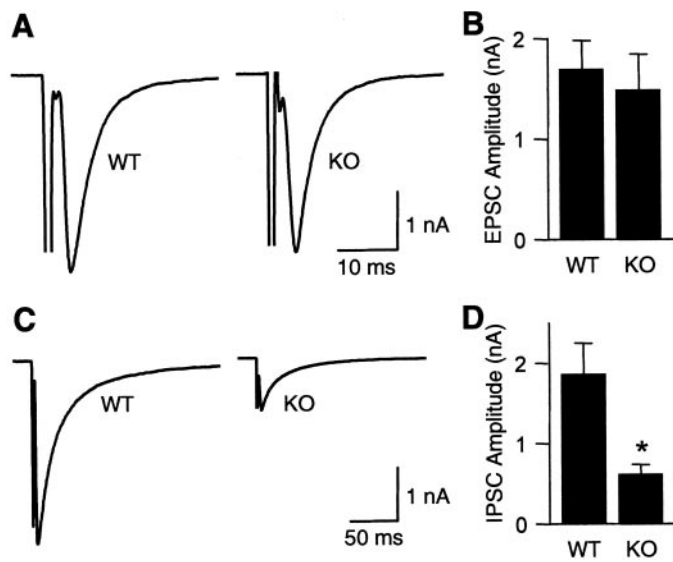 A
WT
KO
1 nA
10 ms
B
EPSC Amplitude (nA)
2
1
0
WT KO
C
WT
KO
1 nA
50 ms
D
IPSC Amplitude (nA)
2
1
0
*
WT KO